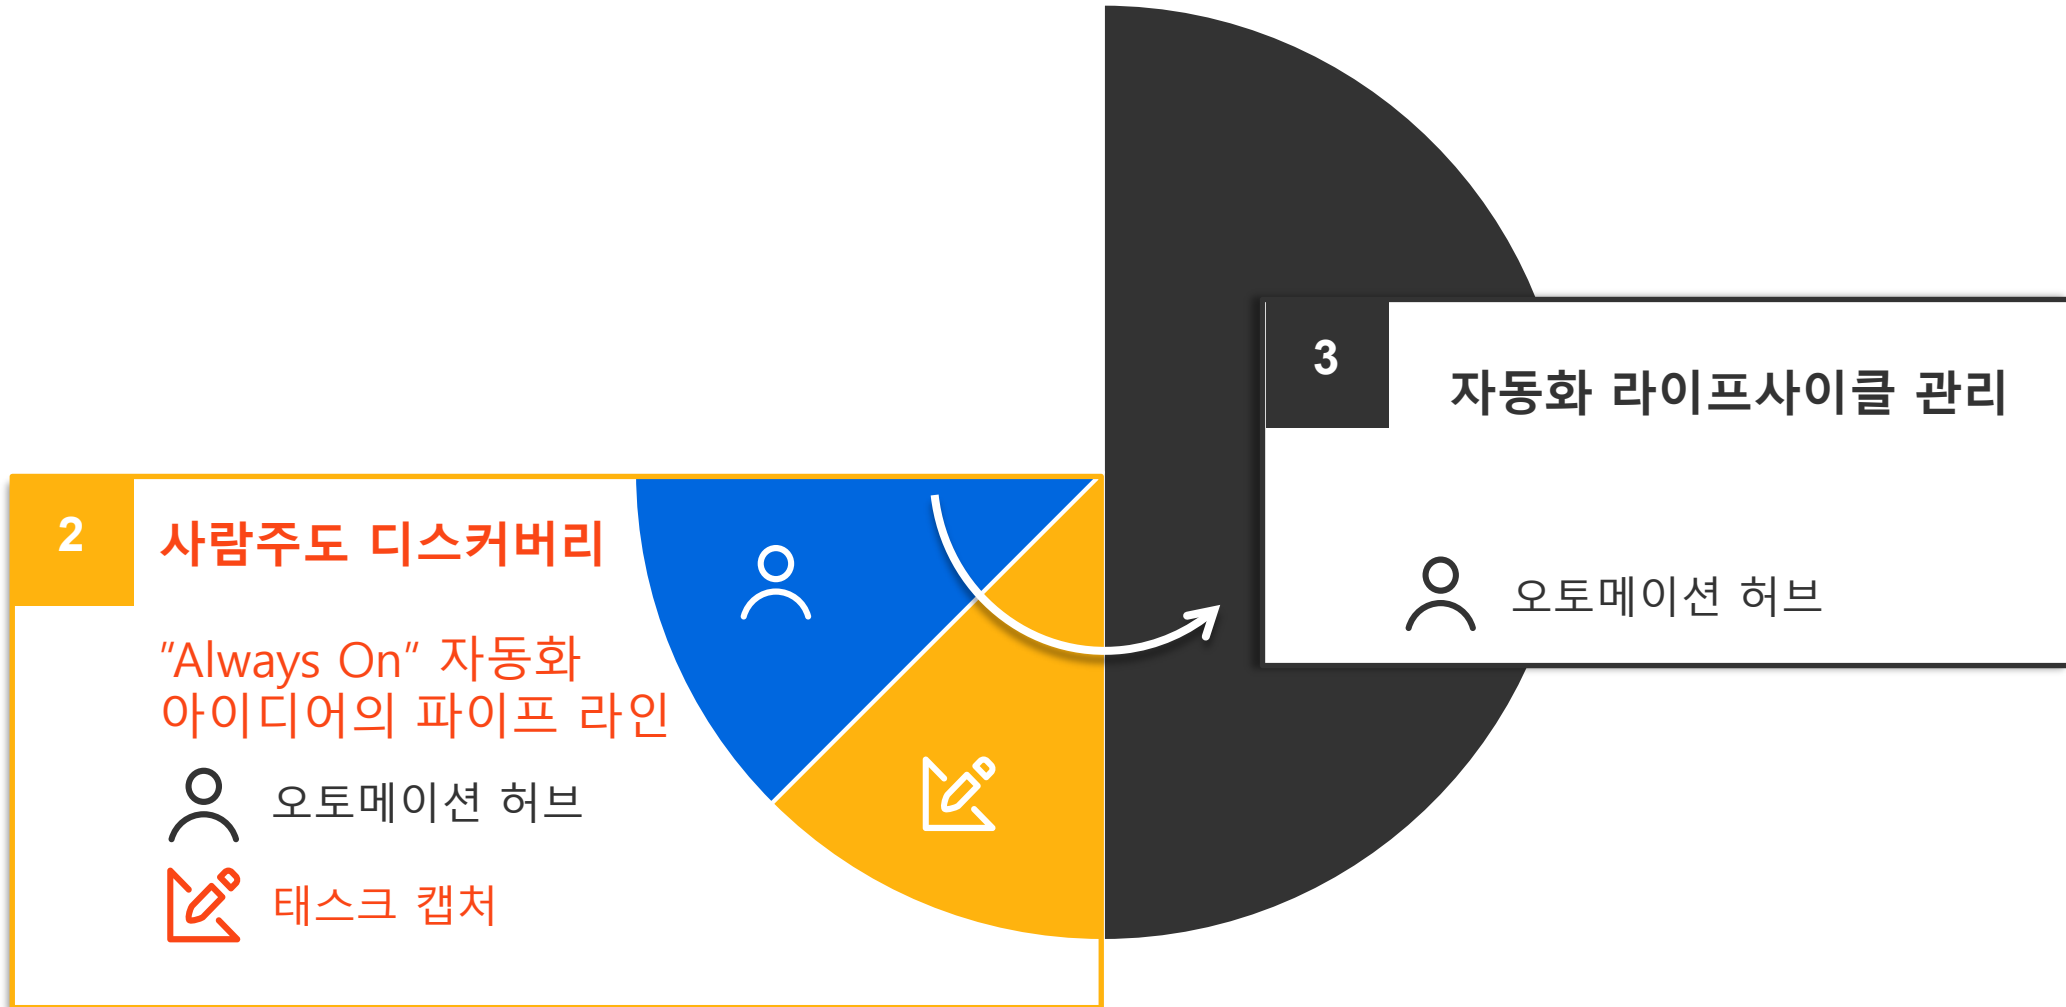 2
사람주도 디스커버리
"Always On" 자동화
아이디어의 파이프 라인
오토메이션 허브
태스크 캡처
3
자동화 라이프사이클 관리
오토메이션 허브